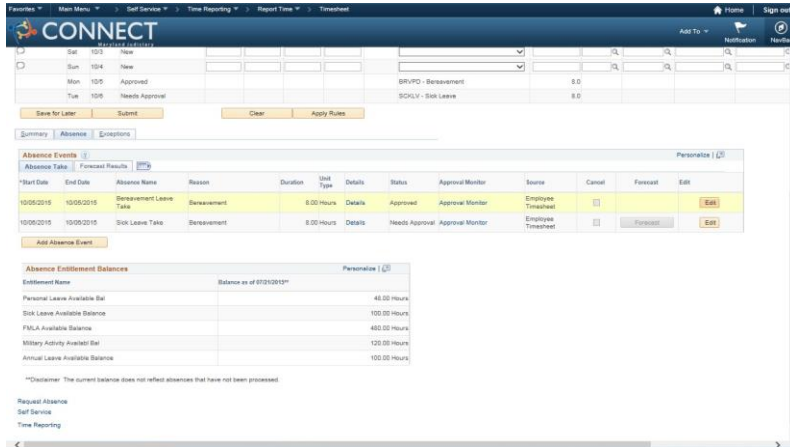 Favorites Main Menu > Self Service > Time Reporting > Report Time > Timesheet Home Sign out
CONNECT
Maryland Judiciary
Add To Notification NavBar
Sat 10/3 New
Sun 10/4 New
Mon 10/5 Approved BRVPD - Bereavement 8.0
Tue 10/6 Needs Approval SCKLV - Sick Leave 8.0
Save for Later Submit Clear Apply Rules
Summary Absence Exceptions
Absence Events Personalize |
Absence Take Forecast Results
*Start Date End Date Absence Name Reason Duration Unit Type Details Status Approval Monitor Source Cancel Forecast Edit
10/05/2015 10/05/2015 Bereavement Leave Take Bereavement 8.00 Hours Details Approved Approval Monitor Employee Timesheet Edit
10/06/2015 10/06/2015 Sick Leave Take Bereavement 8.00 Hours Details Needs Approval Approval Monitor Employee Timesheet Forecast Edit
Add Absence Event
Absence Entitlement Balances Personalize |
Entitlement Name Balance as of 07/21/2015**
Personal Leave Available Bal 48.00 Hours
Sick Leave Available Balance 100.00 Hours
FMLA Available Balance 480.00 Hours
Military Activity Availabl Bal 120.00 Hours
Annual Leave Available Balance 100.00 Hours
**Disclaimer The current balance does not reflect absences that have not been processed.
Request Absence
Self Service
Time Reporting